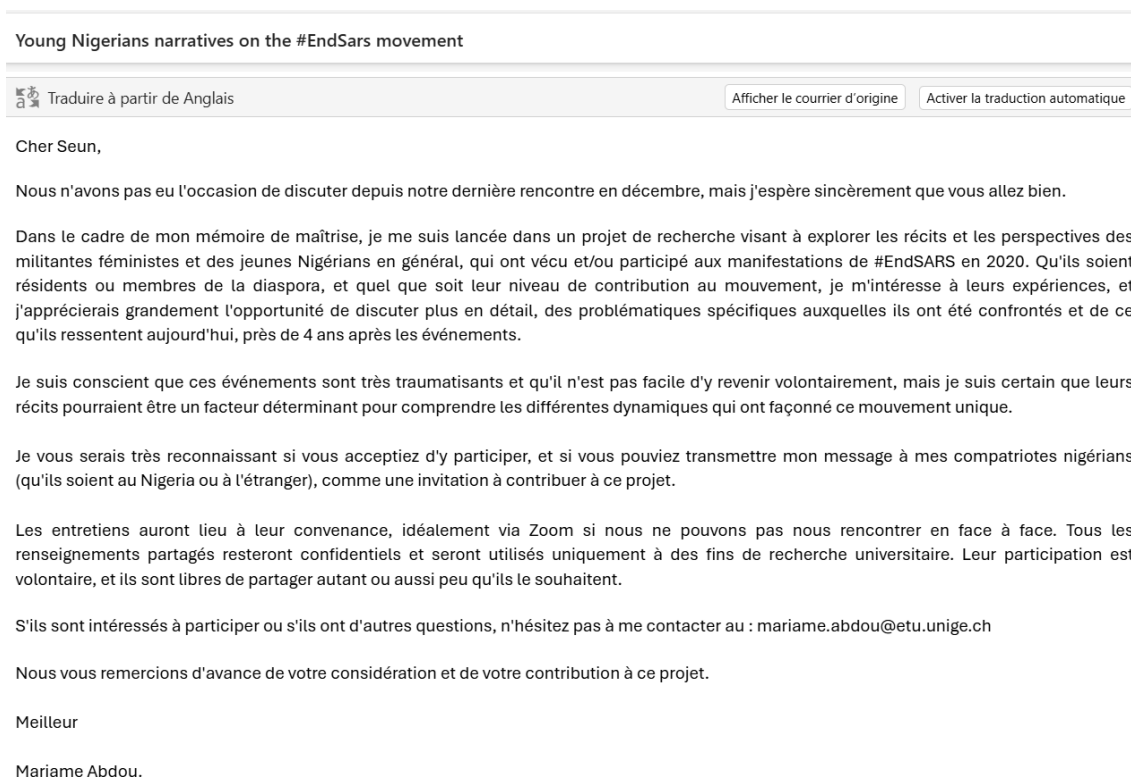 Young Nigerians narratives on the #EndSars movement
Traduire à partir de Anglais
Afficher le courrier d'origine
Activer la traduction automatique
Cher Seun,
Nous n'avons pas eu l'occasion de discuter depuis notre dernière rencontre en décembre, mais j'espère sincèrement que vous allez bien.
Dans le cadre de mon mémoire de maîtrise, je me suis lancée dans un projet de recherche visant à explorer les récits et les perspectives des
militantes féministes et des jeunes Nigérians en général, qui ont vécu et/ou participé aux manifestations de #EndSARS en 2020. Qu'ils soient
résidents ou membres de la diaspora, et quel que soit leur niveau de contribution au mouvement, je m'intéresse à leurs expériences, et
j'apprécierais grandement l'opportunité de discuter plus en détail, des problématiques spécifiques auxquelles ils ont été confrontés et de ce
qu'ils ressentent aujourd'hui, près de 4 ans après les événements.
Je suis conscient que ces événements sont très traumatisants et qu'il n'est pas facile d'y revenir volontairement, mais je suis certain que leurs
récits pourraient être un facteur déterminant pour comprendre les différentes dynamiques qui ont façonné ce mouvement unique.
Je vous serais très reconnaissant si vous acceptiez d'y participer, et si vous pouviez transmettre mon message à mes compatriotes nigérians
(qu'ils soient au Nigeria ou à l'étranger), comme une invitation à contribuer à ce projet.
Les entretiens auront lieu à leur convenance, idéalement via Zoom si nous ne pouvons pas nous rencontrer en face à face. Tous les
renseignements partagés resteront confidentiels et seront utilisés uniquement à des fins de recherche universitaire. Leur participation est
volontaire, et ils sont libres de partager autant ou aussi peu qu'ils le souhaitent.
S'ils sont intéressés à participer ou s'ils ont d'autres questions, n'hésitez pas à me contacter au : mariame.abdou@etu.unige.ch
Nous vous remercions d'avance de votre considération et de votre contribution à ce projet.
Meilleur
Mariame Abdou.